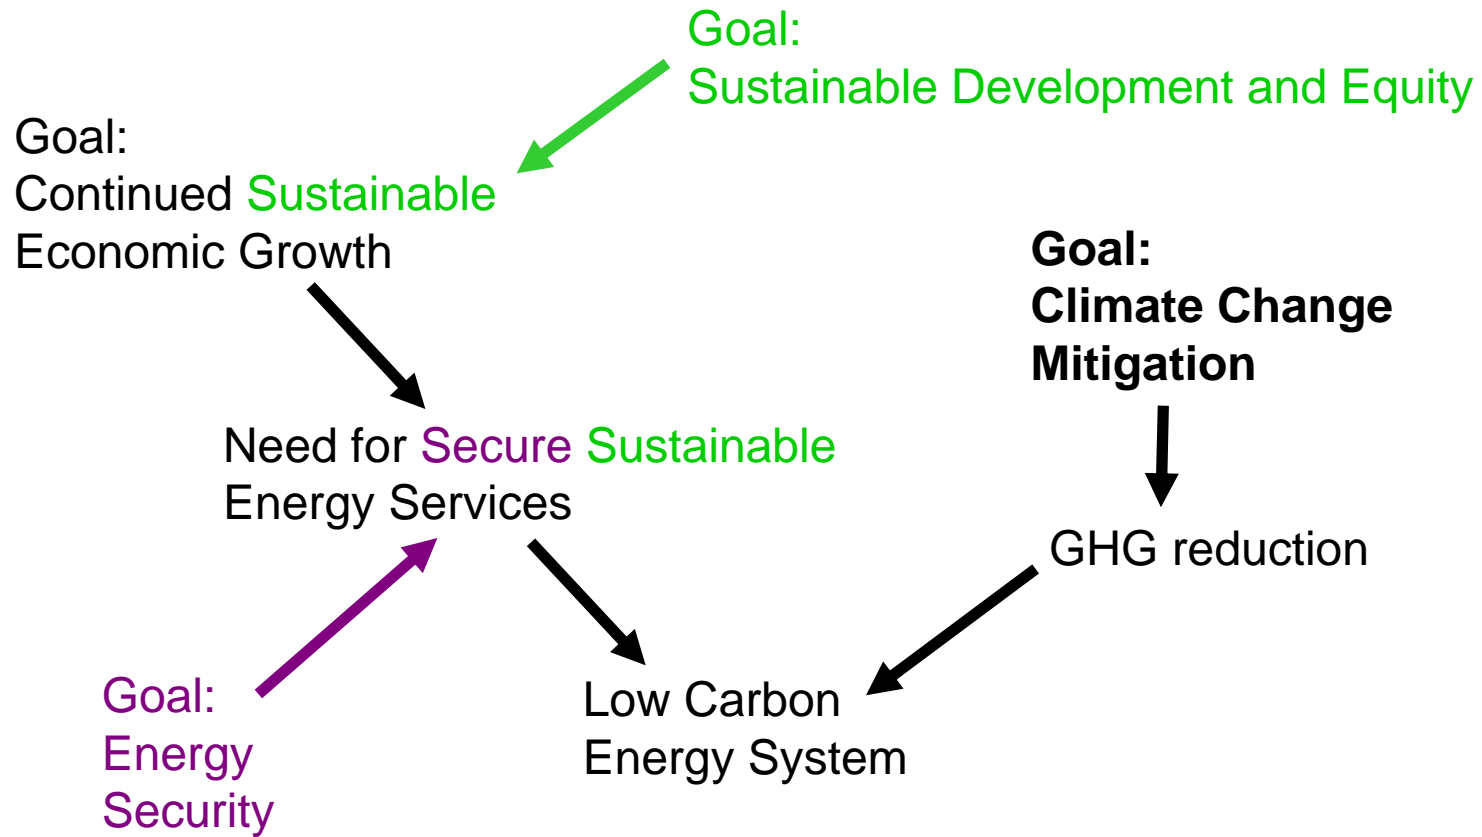 Goal:
Sustainable Development and Equity
Goal:
Continued Sustainable
Economic Growth
Goal:
Climate Change
Mitigation
Need for Secure Sustainable
Energy Services
GHG reduction
Goal:
Energy
Security
Low Carbon
Energy System